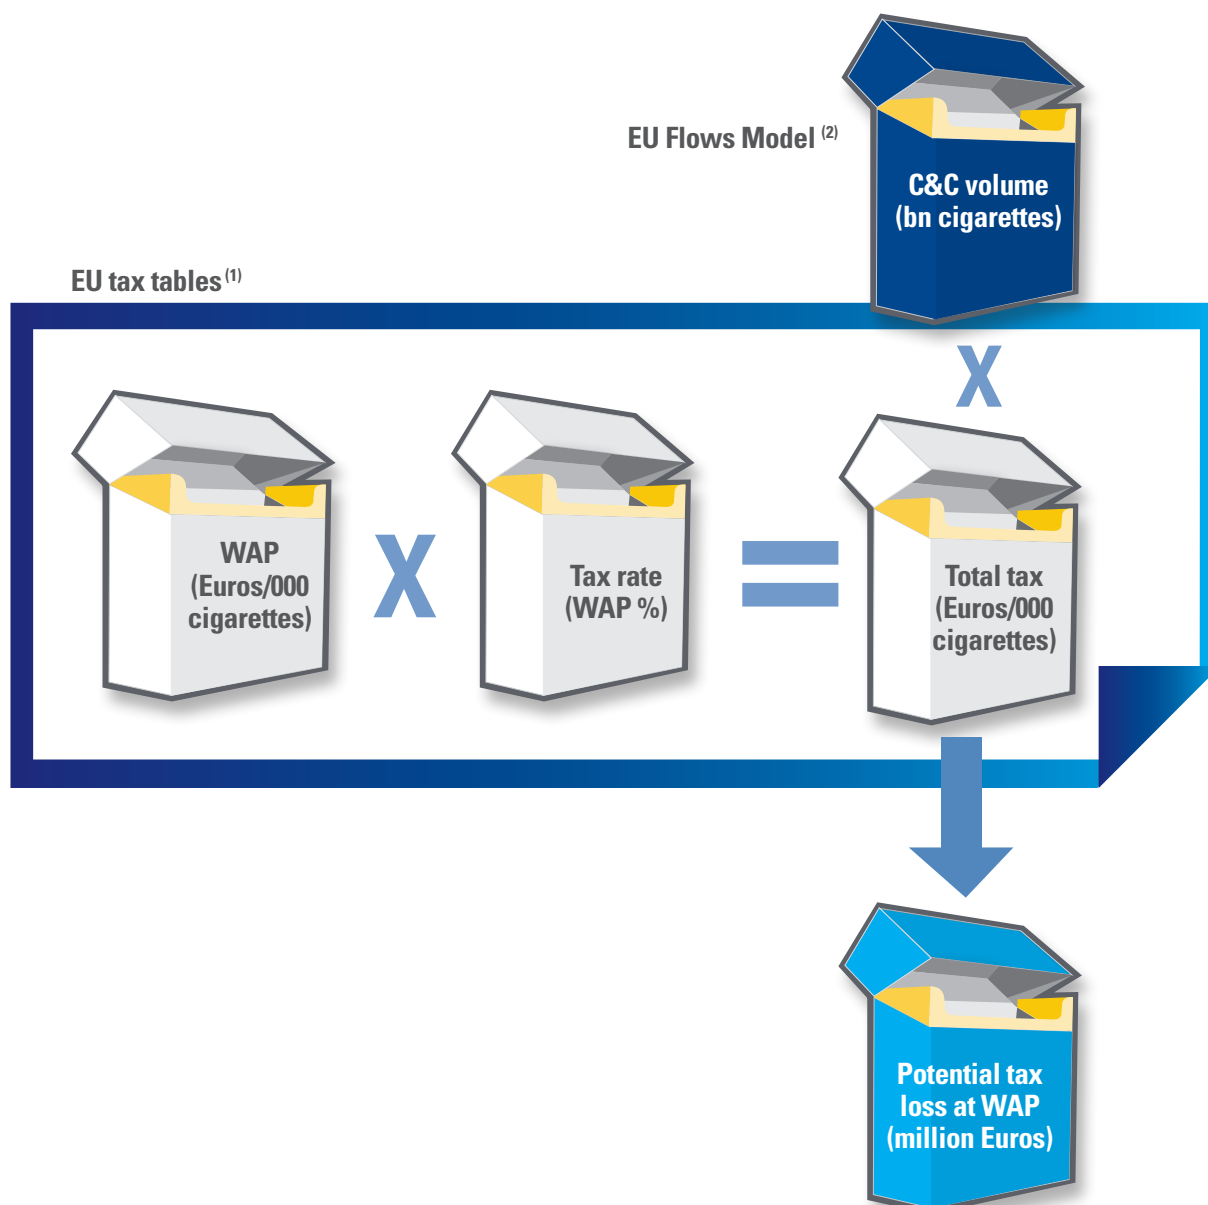 EU Flows Model (2)
C&C volume
(bn cigarettes)
EU tax tables (1)
X
WAP
(Euros/000
cigarettes)
X
Tax rate
(WAP %)
=
Total tax
(Euros/000
cigarettes)
Potential tax
loss at WAP
(million Euros)